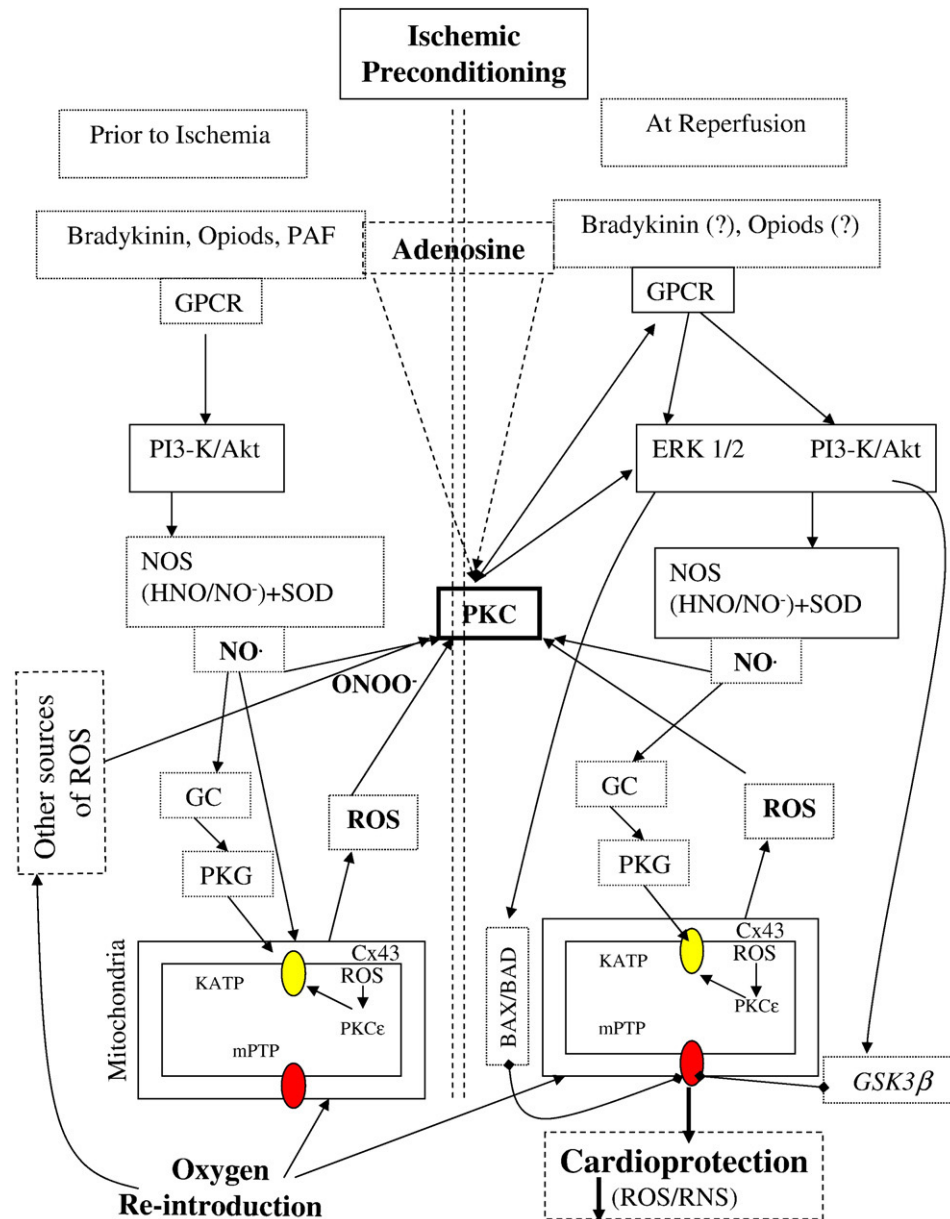 Ischemic
Preconditioning
Prior to Ischemia
At Reperfusion
Bradykinin, Opiods, PAF
Adenosine
Bradykinin (?), Opiods (?)
GPCR
GPCR
PI3-K/Akt
ERK 1/2
PI3-K/Akt
NOS
(HNO/NO⁻)+SOD
NOS
(HNO/NO⁻)+SOD
PKC
NO·
NO·
ONOO⁻
Other sources
of ROS
GC
ROS
PKG
GC
ROS
PKG
Mitochondria
Cx43
KATP
ROS
PKCε
mPTP
BAX/BAD
Cx43
KATP
ROS
PKCε
mPTP
GSK3β
Oxygen
Re-introduction
Cardioprotection
(ROS/RNS)